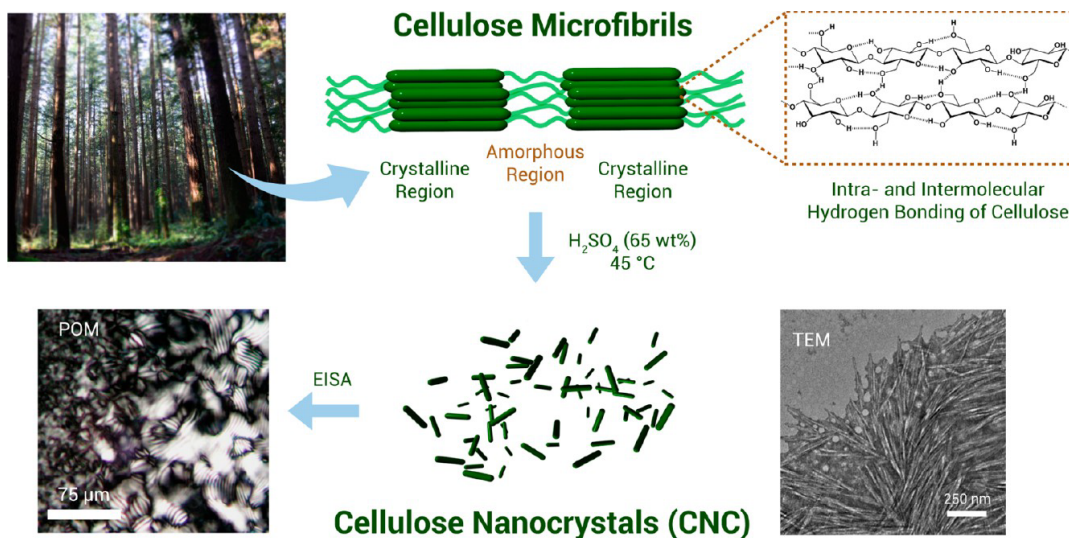 Cellulose Microfibrils
Crystalline
Region
Amorphous
Region
Crystalline
Region
Intra- and Intermolecular
Hydrogen Bonding of Cellulose
H₂SO₄ (65 wt%)
45 °C
POM
75 µm
EISA
TEM
250 nm
Cellulose Nanocrystals (CNC)